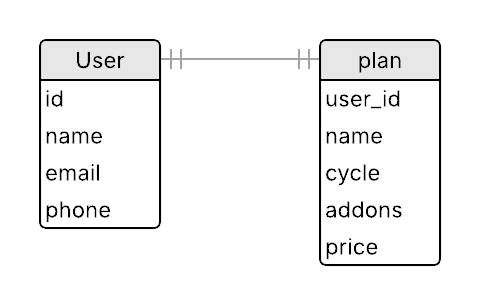 User
id
name
email
phone
plan
user_id
name
cycle
addons
price